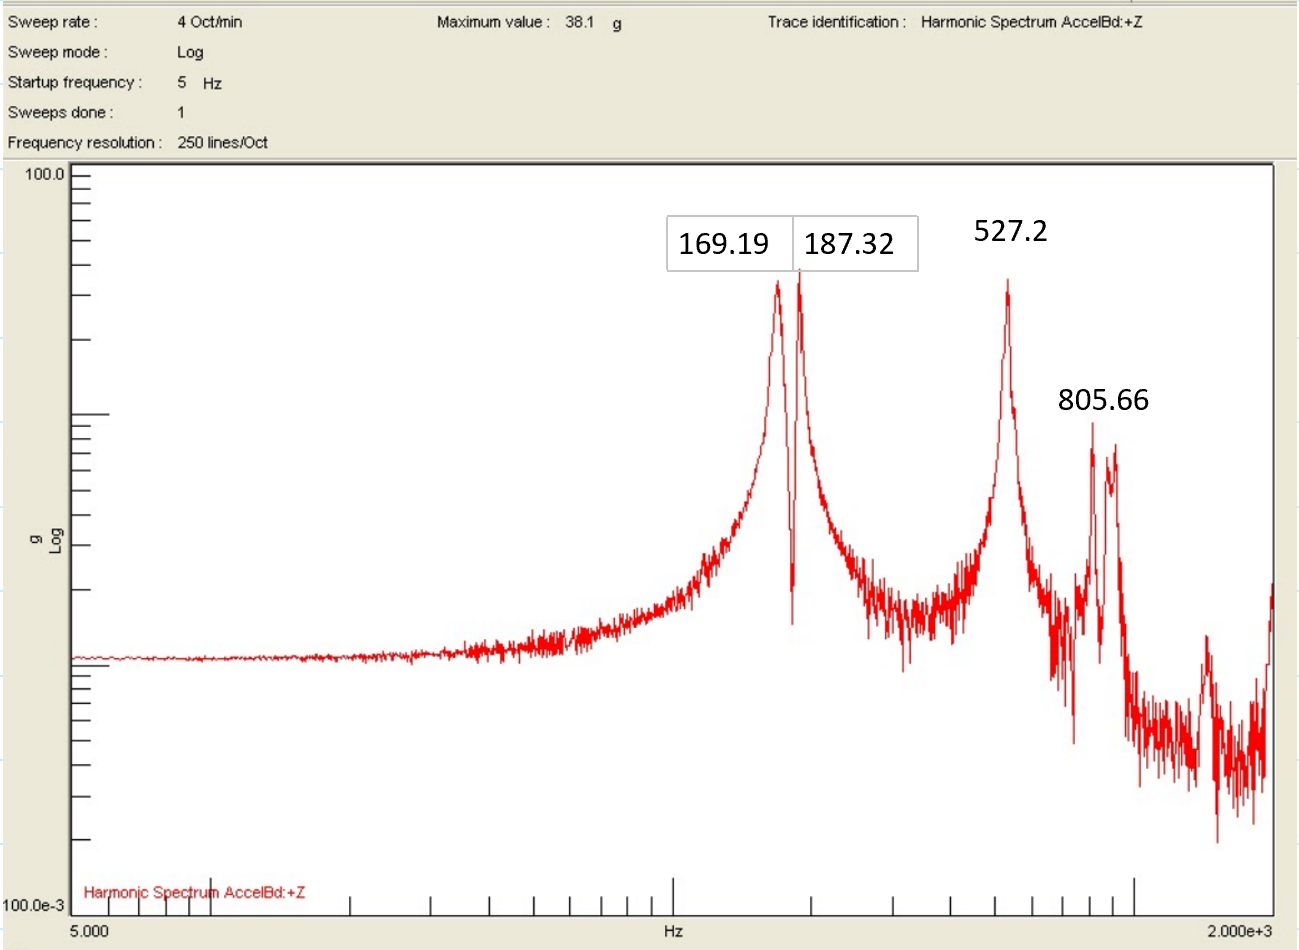 Sweep rate : 4 Oct/min Maximum value : 38.1 g Trace identification : Harmonic Spectrum AccelBd:+Z
Sweep mode : Log
Startup frequency : 5 Hz
Sweeps done : 1
Frequency resolution : 250 lines/Oct
100.0
169.19 187.32 527.2
805.66
g
Log
Harmonic Spectrum AccelBd:+Z
100.0e-3
5.000 Hz 2.000e+3